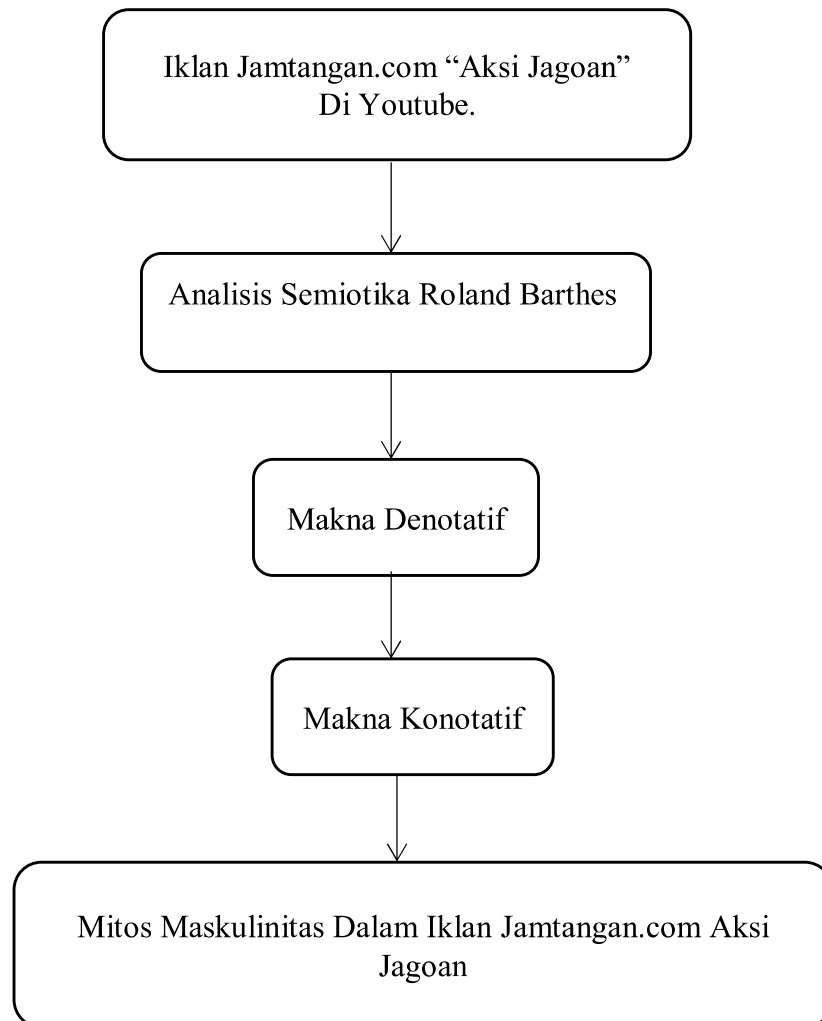 Iklan Jamtangan.com “Aksi Jagoan”
Di Youtube.
Analisis Semiotika Roland Barthes
Makna Denotatif
Makna Konotatif
Mitos Maskulinitas Dalam Iklan Jamtangan.com Aksi
Jagoan